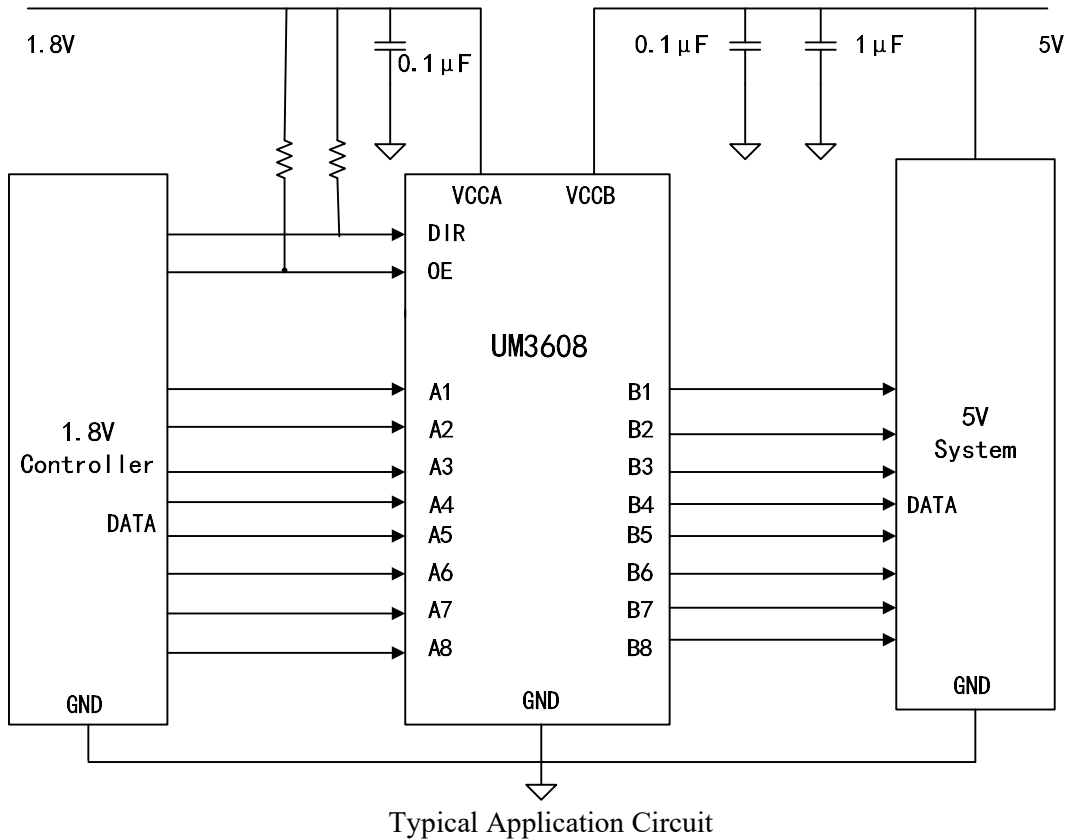 1.8V
0.1μF
0.1μF
1μF
5V
VCCA
VCCB
DIR
OE
UM3608
A1
B1
A2
B2
A3
B3
A4
B4
A5
B5
A6
B6
A7
B7
A8
B8
1.8V
Controller
DATA
GND
GND
5V
System
DATA
GND
Typical Application Circuit